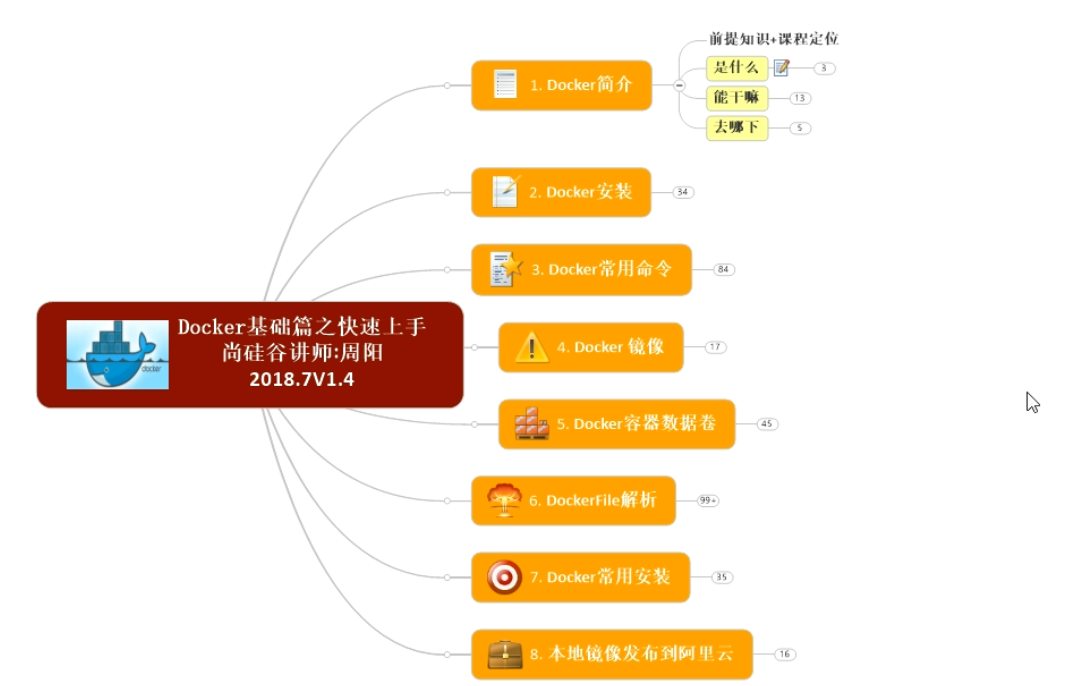 Docker基础篇之快速上手
尚硅谷讲师:周阳
2018.7V1.4
docker
1. Docker简介
前提知识+课程定位
是什么
3
能干嘛
13
去哪下
5
2. Docker安装
34
3. Docker常用命令
84
4. Docker 镜像
17
5. Docker容器数据卷
45
6. DockerFile解析
99+
7. Docker常用安装
35
8. 本地镜像发布到阿里云
16